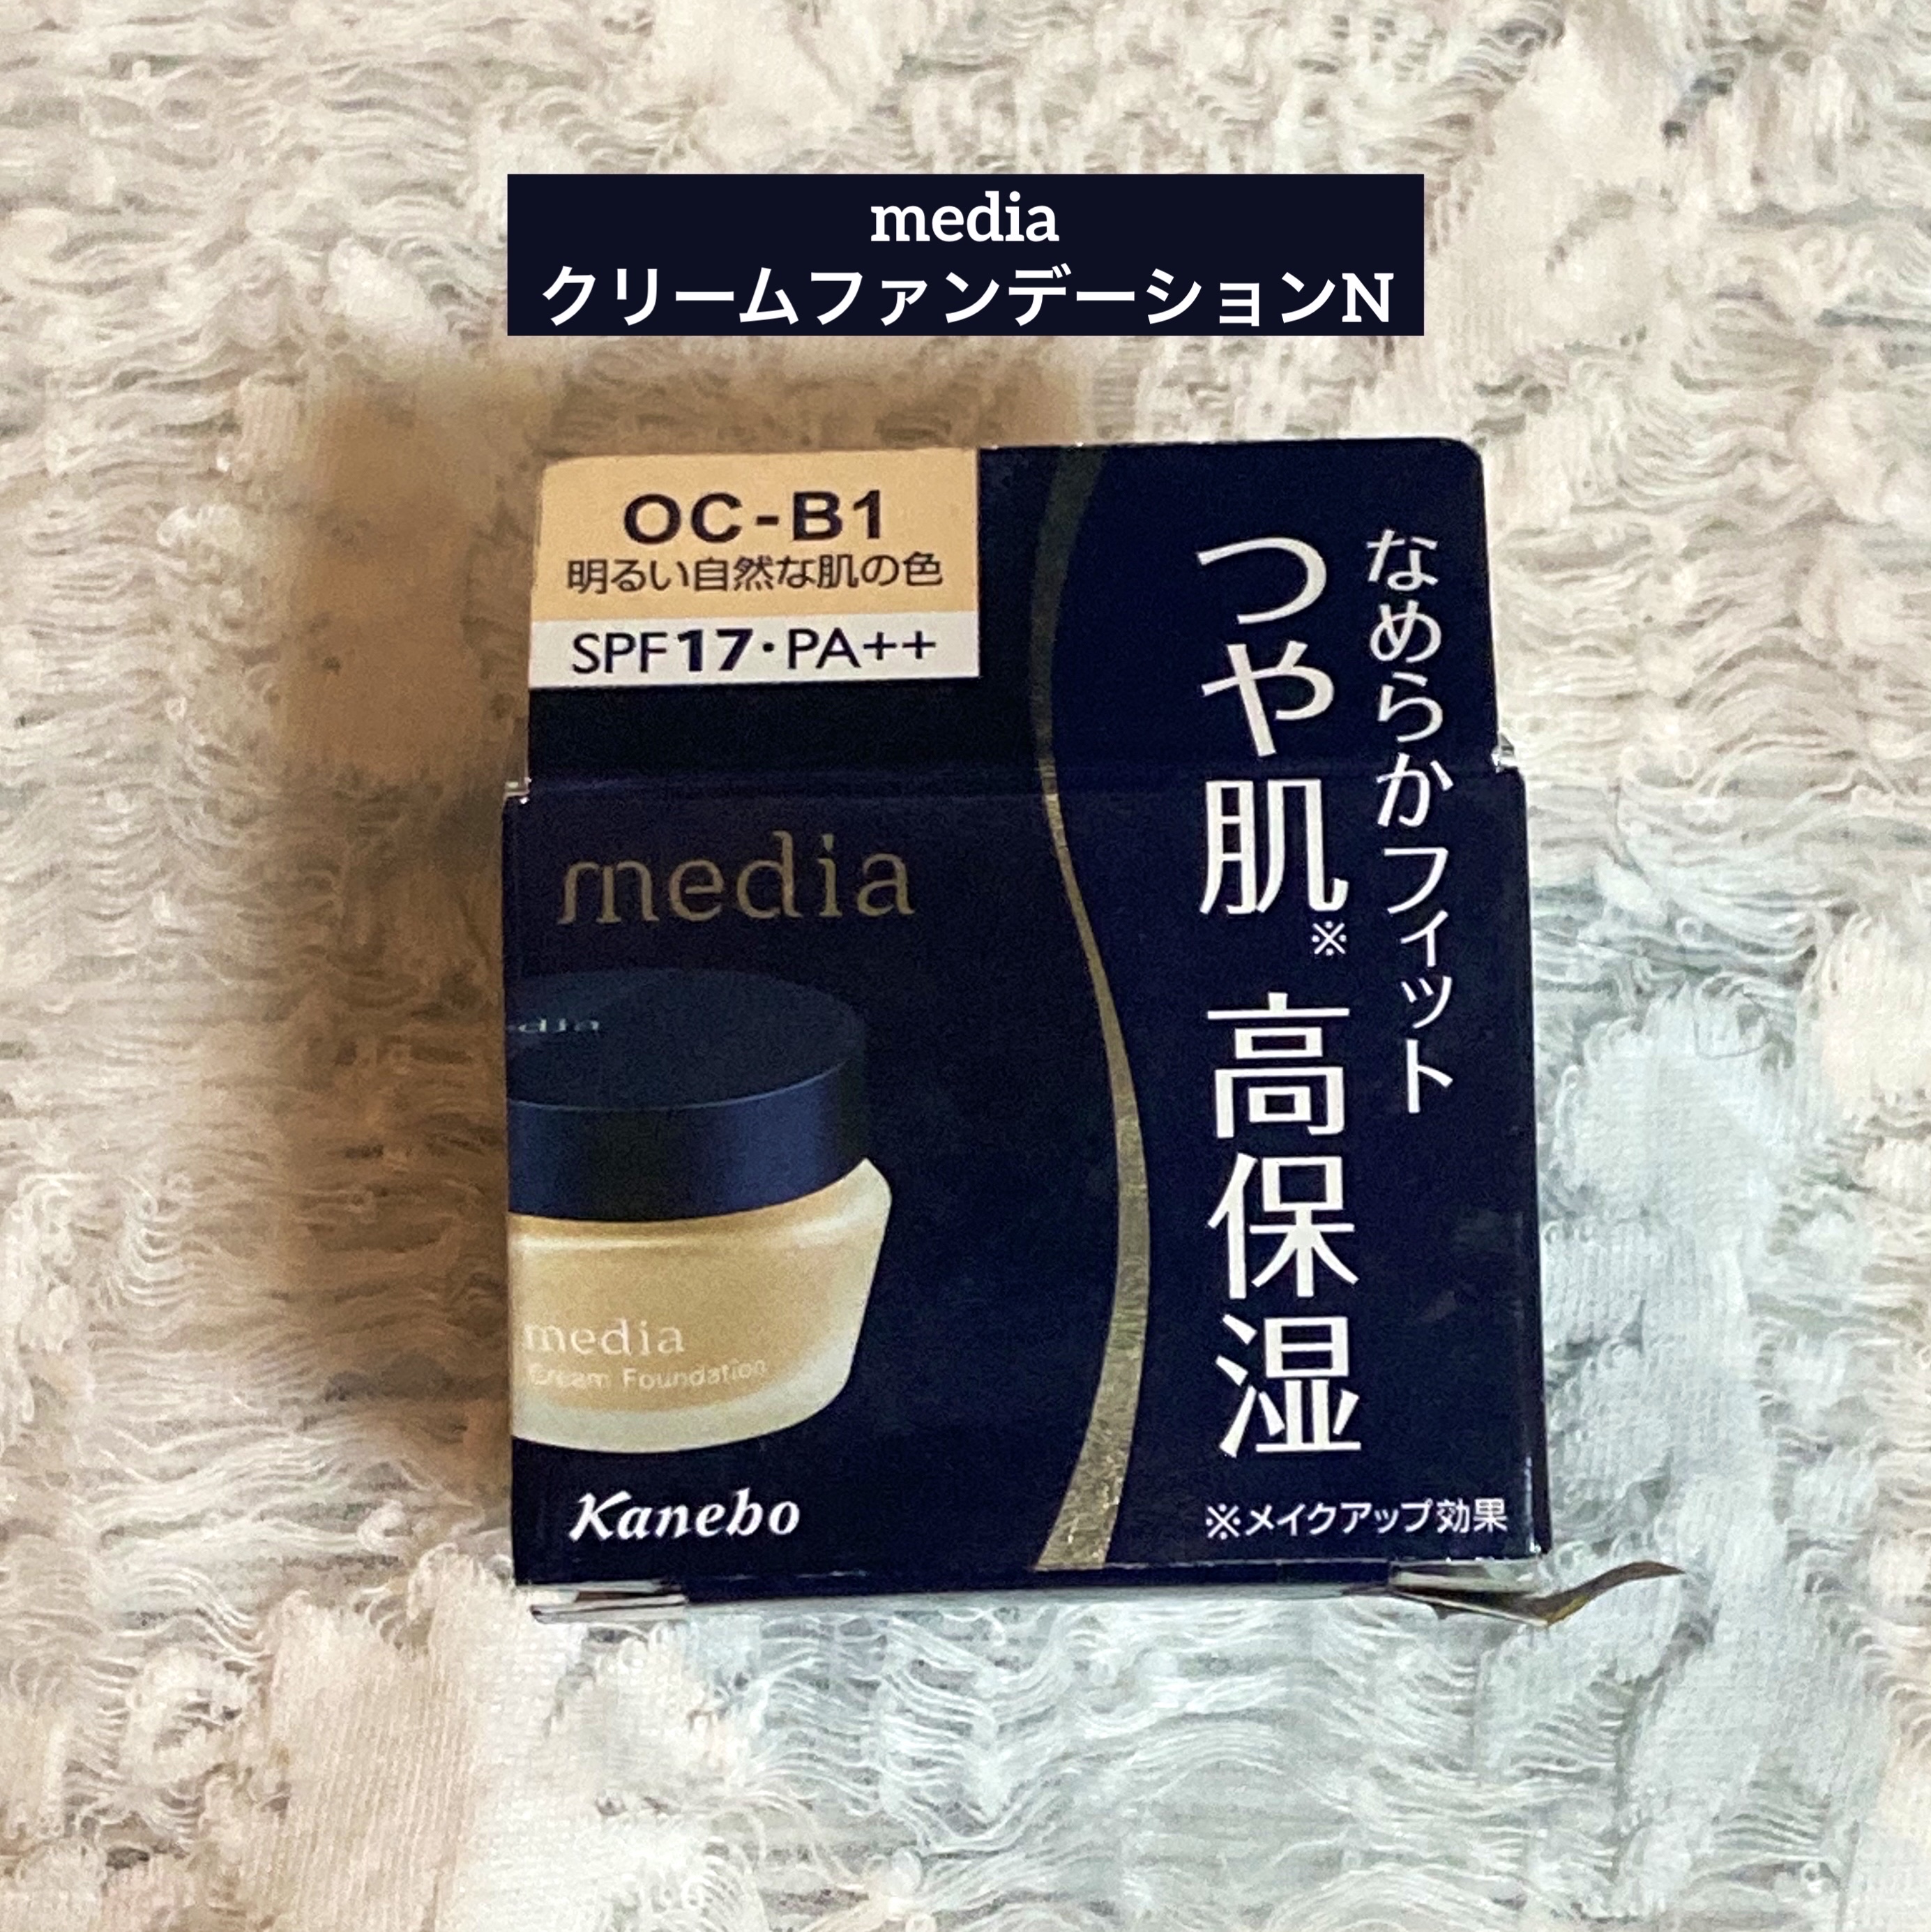 media
クリームファンデーションN
OC-B1
明るい自然な肌の色
SPF17・PA++
なめらかフィット
つや肌※ 高保湿
media
media
Cream Foundation
Kanebo
※メイクアップ効果